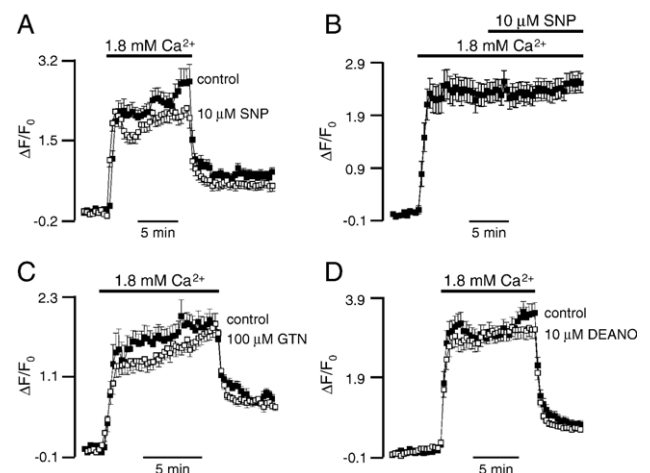 A
1.8 mM Ca²⁺
3.2
1.5
-0.2
ΔF/F₀
control
10 μM SNP
5 min
B
10 μM SNP
1.8 mM Ca²⁺
2.9
1.9
0.9
-0.1
ΔF/F₀
5 min
C
1.8 mM Ca²⁺
2.3
1.1
-0.1
ΔF/F₀
control
100 μM GTN
5 min
D
1.8 mM Ca²⁺
3.9
1.9
-0.1
ΔF/F₀
control
10 μM DEANO
5 min